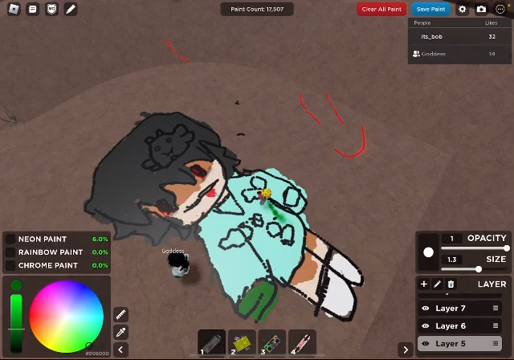 Paint Count: 17,507
Clear All Paint
Save Paint
People Likes
its_bob 32
Goddess 14
Goddess
NEON PAINT 6.0%
RAINBOW PAINT 0.0%
CHROME PAINT 0.0%
1 OPACITY
1.3 SIZE
LAYER
Layer 7
Layer 6
Layer 5
1 2 3 4